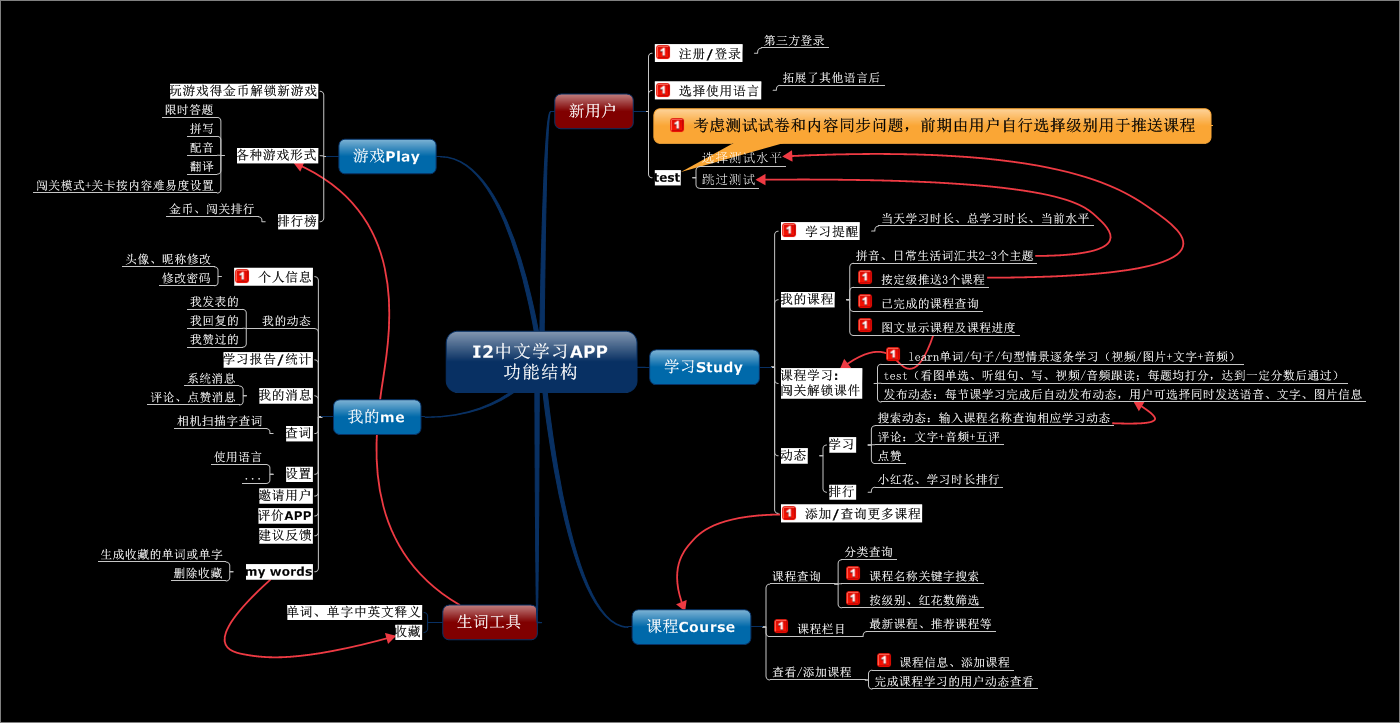 I2中文学习APP
功能结构
新用户
1 注册/登录
第三方登录
1 选择使用语言
拓展了其他语言后
1 考虑测试试卷和内容同步问题，前期由用户自行选择级别用于推送课程
test
选择测试水平
跳过测试
学习Study
1 学习提醒
当天学习时长、总学习时长、当前水平
我的课程
拼音、日常生活词汇共2-3个主题
1 按定级推送3个课程
1 已完成的课程查询
1 图文显示课程及课程进度
课程学习：
闯关解锁课件
1 learn单词/句子/句型情景逐条学习（视频/图片+文字+音频）
test（看图单选、听组句、写、视频/音频跟读；每题均打分，达到一定分数后通过）
发布动态：每节课学习完成后自动发布动态，用户可选择同时发送语音、文字、图片信息
动态
学习
搜索动态：输入课程名称查询相应学习动态
评论：文字+音频+互评
点赞
排行
小红花、学习时长排行
1 添加/查询更多课程
课程Course
课程查询
分类查询
1 课程名称关键字搜索
1 按级别、红花数筛选
1 课程栏目
最新课程、推荐课程等
查看/添加课程
1 课程信息、添加课程
完成课程学习的用户动态查看
游戏Play
玩游戏得金币解锁新游戏
各种游戏形式
限时答题
拼写
配音
翻译
闯关模式+关卡按内容难易度设置
排行榜
金币、闯关排行
我的me
1 个人信息
头像、昵称修改
修改密码
我的动态
我发表的
我回复的
我赞过的
学习报告/统计
我的消息
系统消息
评论、点赞消息
查词
相机扫描字查词
设置
使用语言
...
邀请用户
评价APP
建议反馈
my words
生成收藏的单词或单字
删除收藏
生词工具
单词、单字中英文释义
收藏